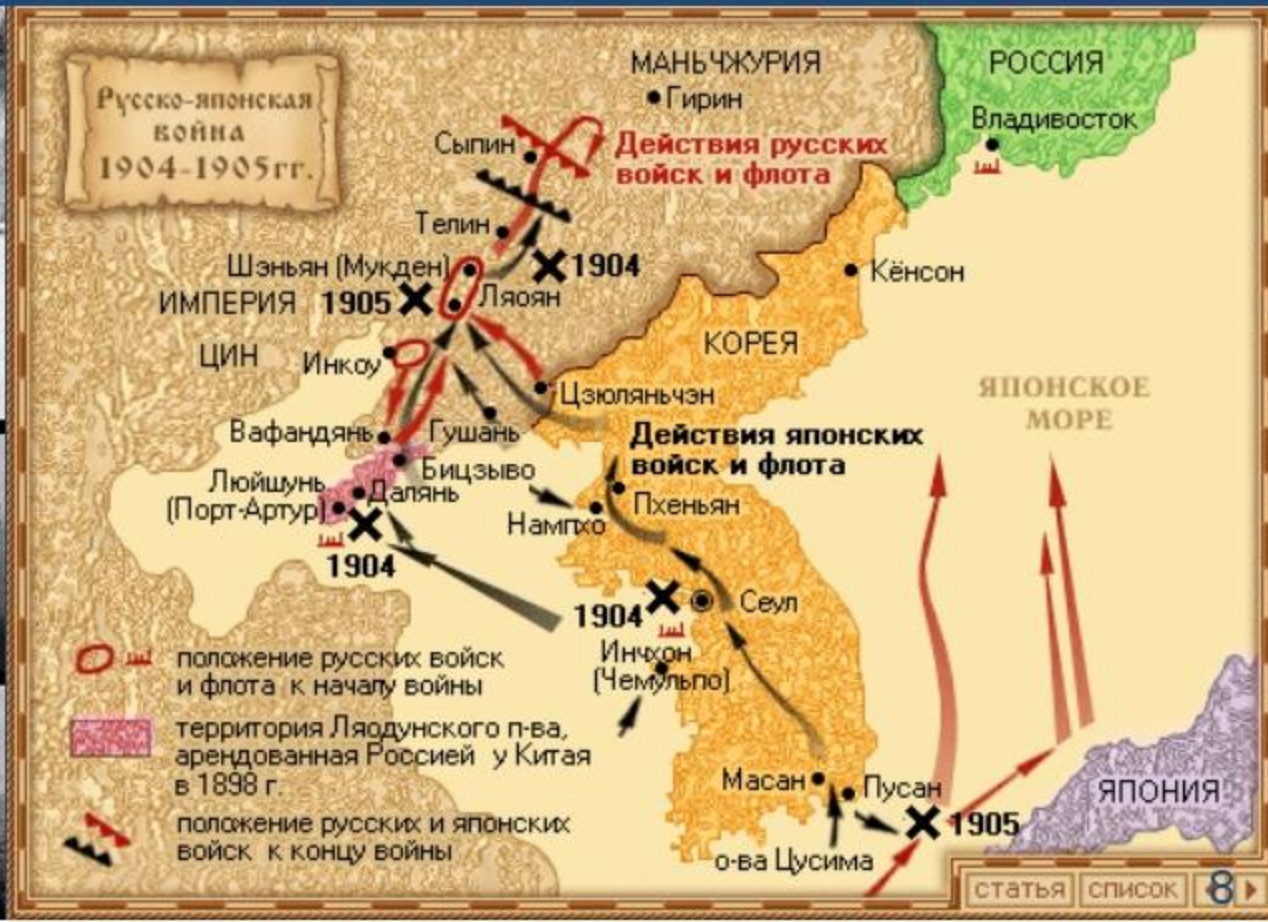 Русско-японская
война
1904-1905гг.
МАНЬЧЖУРИЯ
Гирин
РОССИЯ
Владивосток
Сыпин
Действия русских
войск и флота
Телин
Шэньян (Мукден)
1904
Кёнсон
ИМПЕРИЯ
1905
Ляоян
ЦИН
Инкоу
КОРЕЯ
Цзюляньчэн
ЯПОНСКОЕ
МОРЕ
Вафандянь
Гушань
Действия японских
войск и флота
Бицзыво
Люйшунь
(Порт-Артур)
Далянь
Нампхо
Пхеньян
1904
1904
Сеул
Инчхон
(Чемульпо)
положение русских войск
и флота к началу войны
территория Ляодунского п-ва,
арендованная Россией у Китая
в 1898 г.
положение русских и японских
войск к концу войны
Масан
Пусан
ЯПОНИЯ
1905
о-ва Цусима
статья
список
8